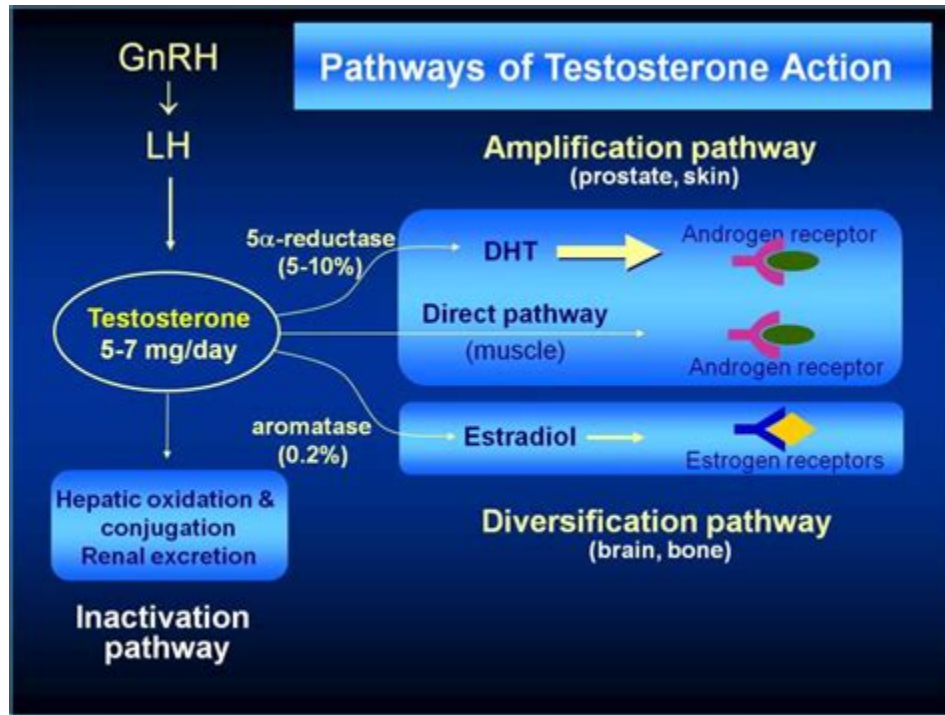 GnRH
LH
Pathways of Testosterone Action
Amplification pathway
(prostate, skin)
5α-reductase
(5-10%)
DHT
Androgen receptor
Testosterone
5-7 mg/day
Direct pathway
(muscle)
Androgen receptor
aromatase
(0.2%)
Estradiol
Estrogen receptors
Diversification pathway
(brain, bone)
Hepatic oxidation &
conjugation
Renal excretion
Inactivation
pathway